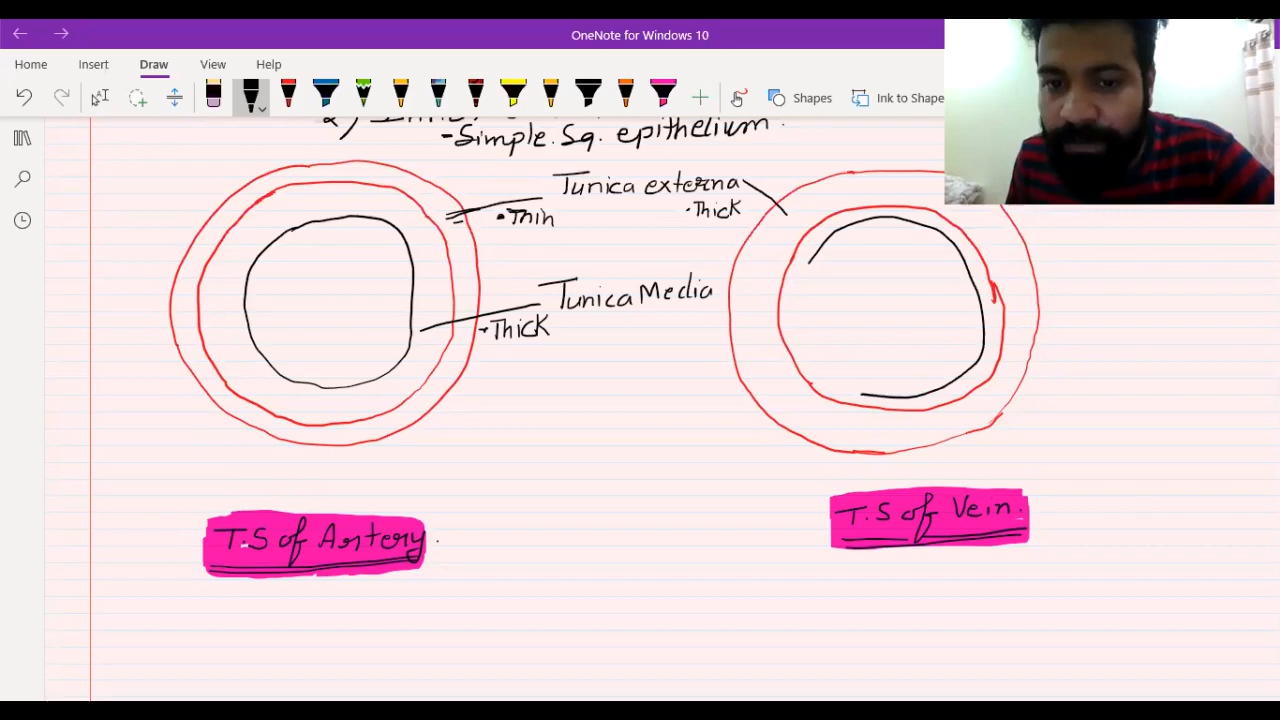 OneNote for Windows 10
Home Insert Draw View Help
Shapes Ink to Shape
-Simple. Sq. epithelium.
Tunica externa
•Thin •Thick
Tunica Media
•Thick
T.S of Vein.
T.S of Artery.